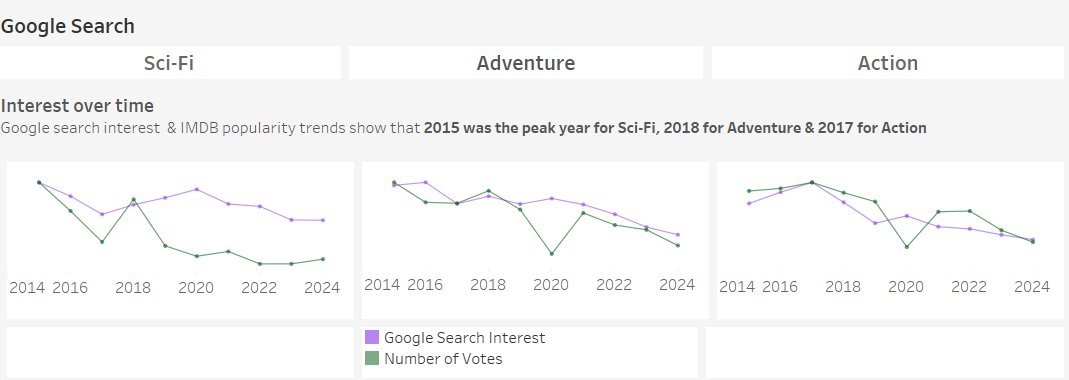 Google Search
Sci-Fi
Adventure
Action
Interest over time
Google search interest & IMDB popularity trends show that 2015 was the peak year for Sci-Fi, 2018 for Adventure & 2017 for Action
2014 2016 2018 2020 2022 2024
2014 2016 2018 2020 2022 2024
2014 2016 2018 2020 2022 2024
Google Search Interest
Number of Votes